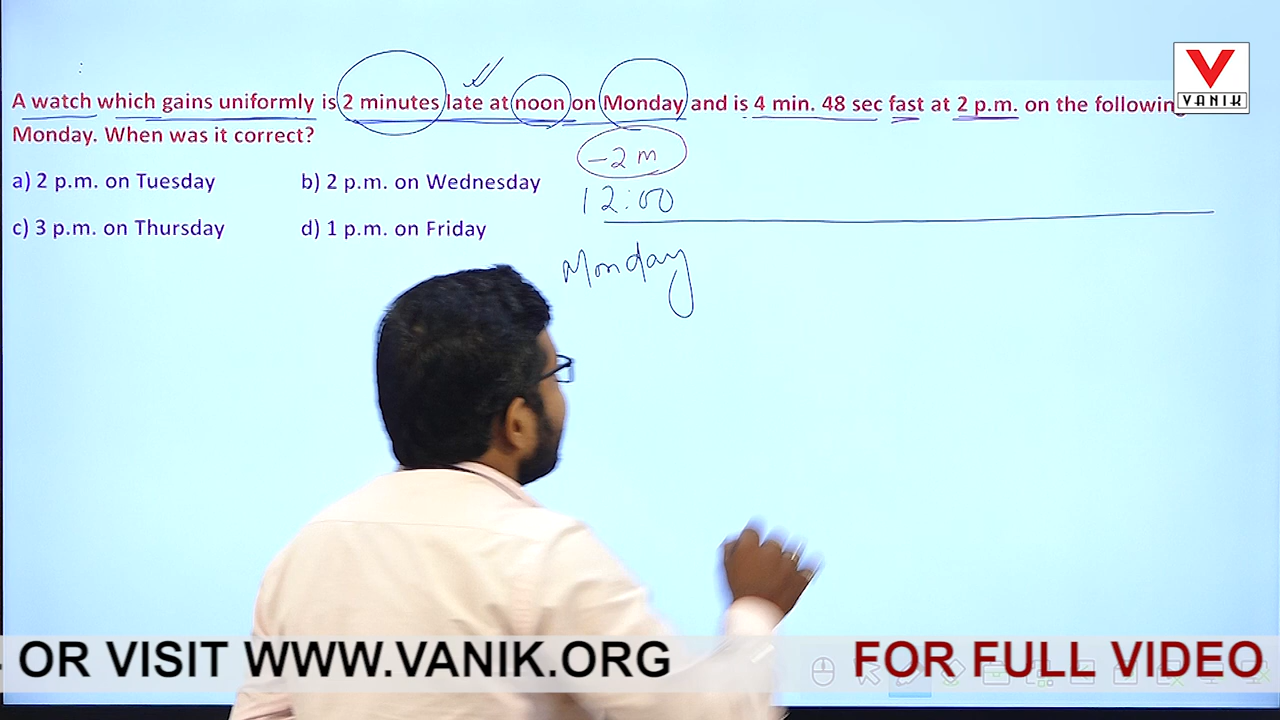 A watch which gains uniformly is 2 minutes late at noon on Monday and is 4 min. 48 sec fast at 2 p.m. on the following
Monday. When was it correct?
a) 2 p.m. on Tuesday b) 2 p.m. on Wednesday
c) 3 p.m. on Thursday d) 1 p.m. on Friday
-2 m
12:00
Monday
VANIK
OR VISIT WWW.VANIK.ORG FOR FULL VIDEO